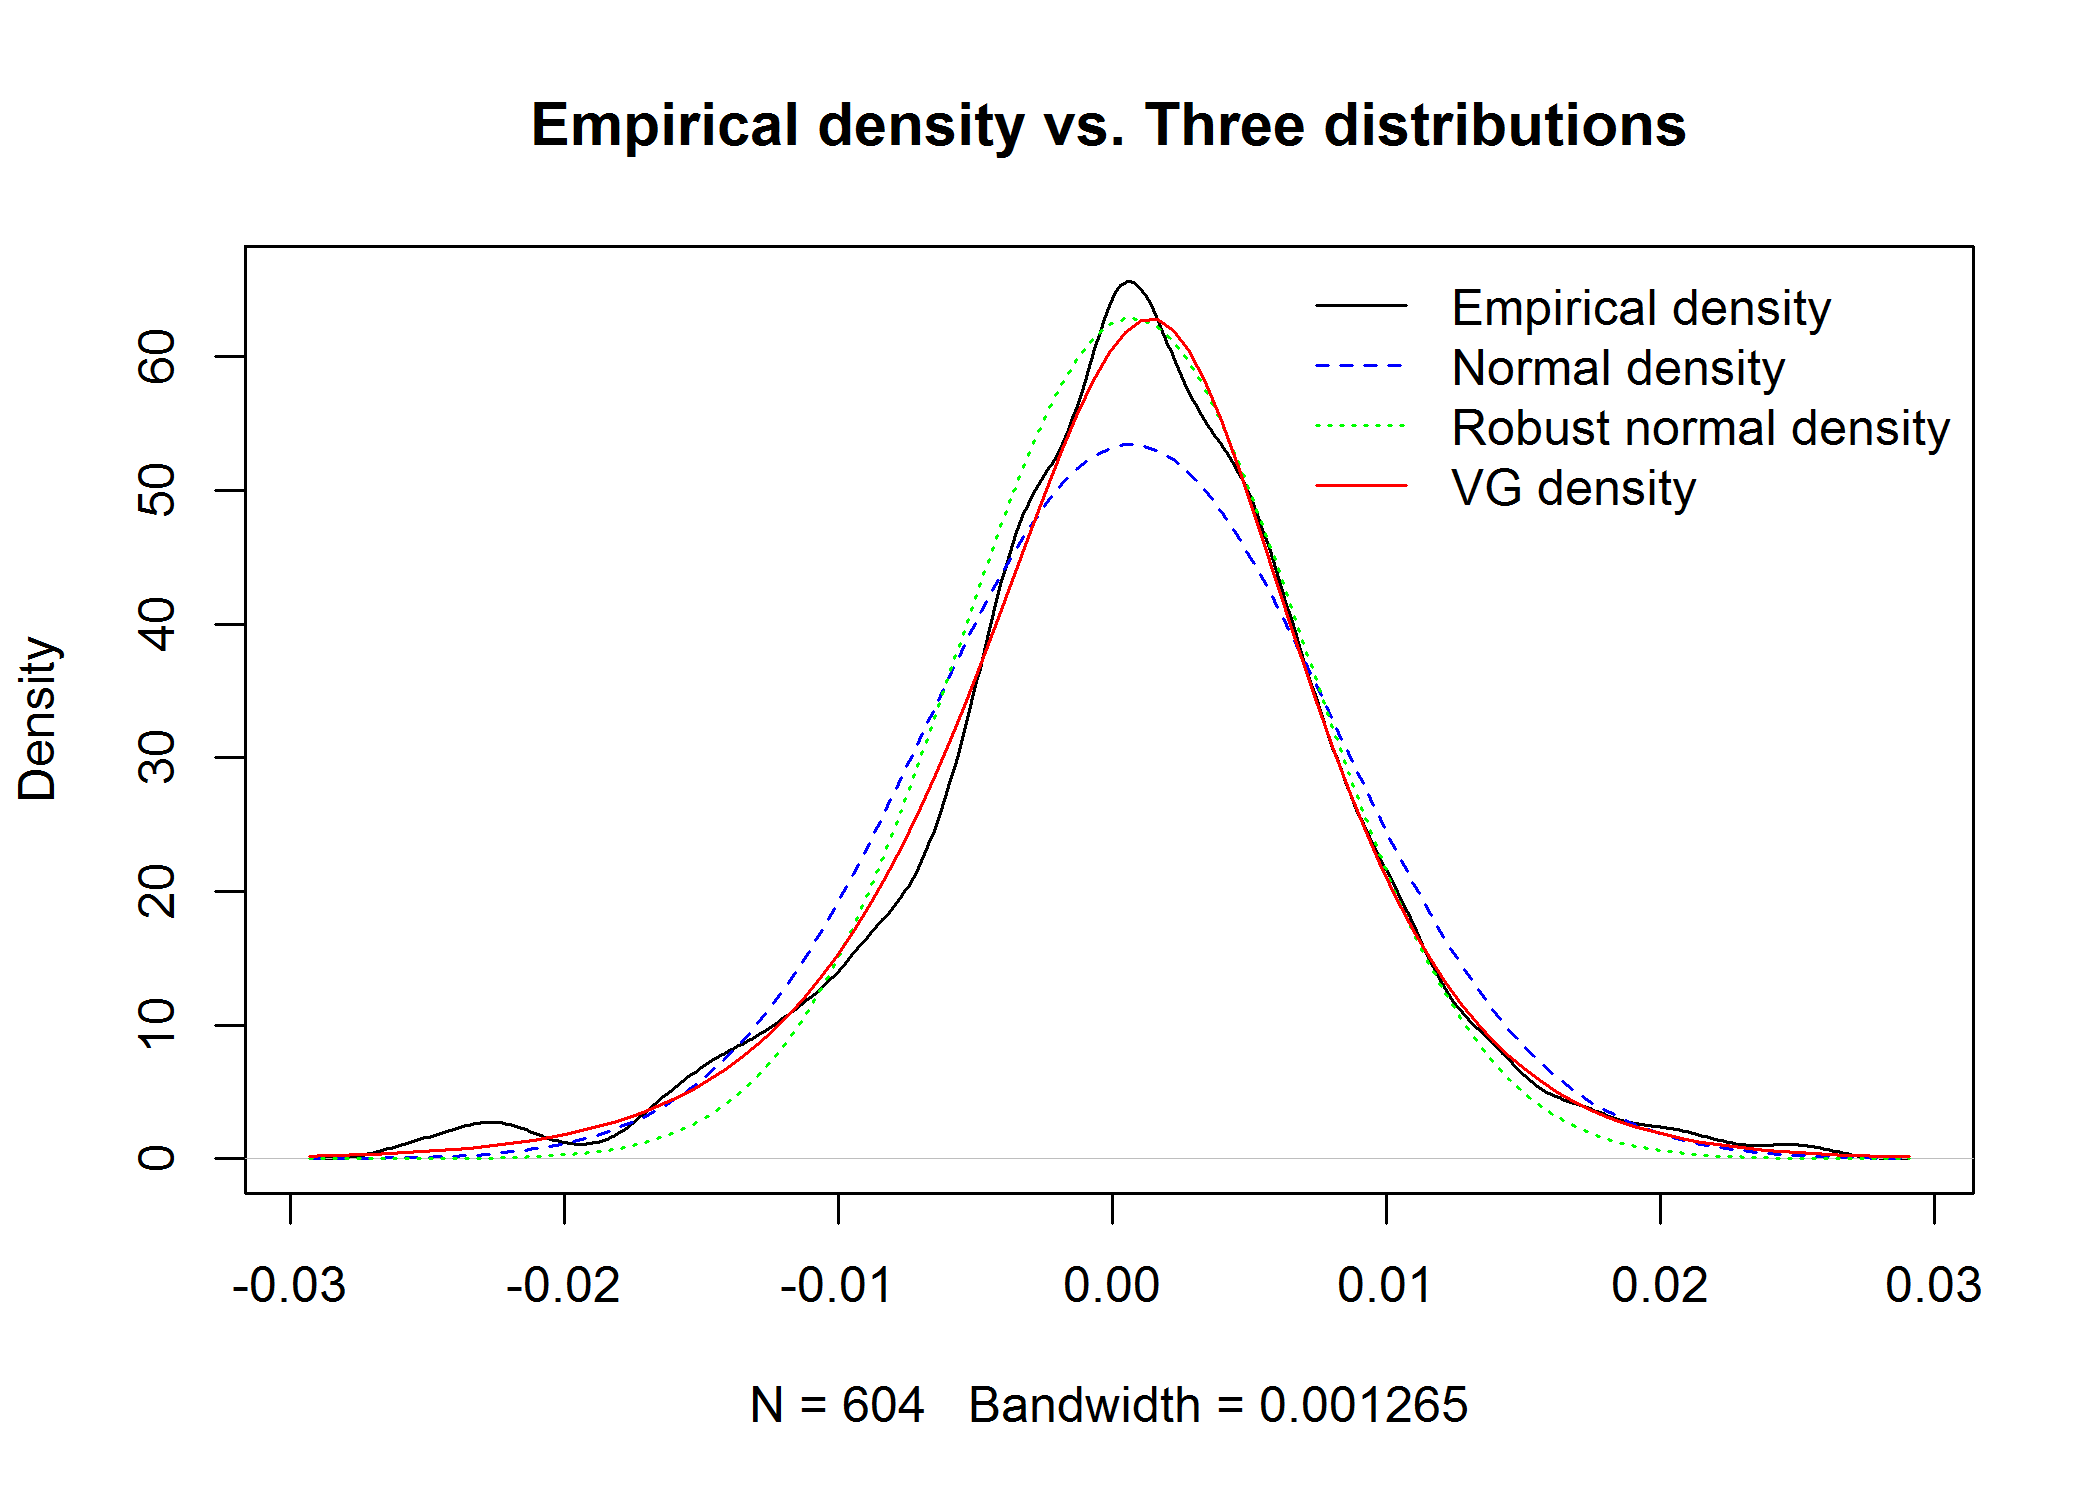 Empirical density vs. Three distributions
Empirical density
Normal density
Robust normal density
VG density
Density
60
50
40
30
20
10
0
-0.03 -0.02 -0.01 0.00 0.01 0.02 0.03
N = 604 Bandwidth = 0.001265